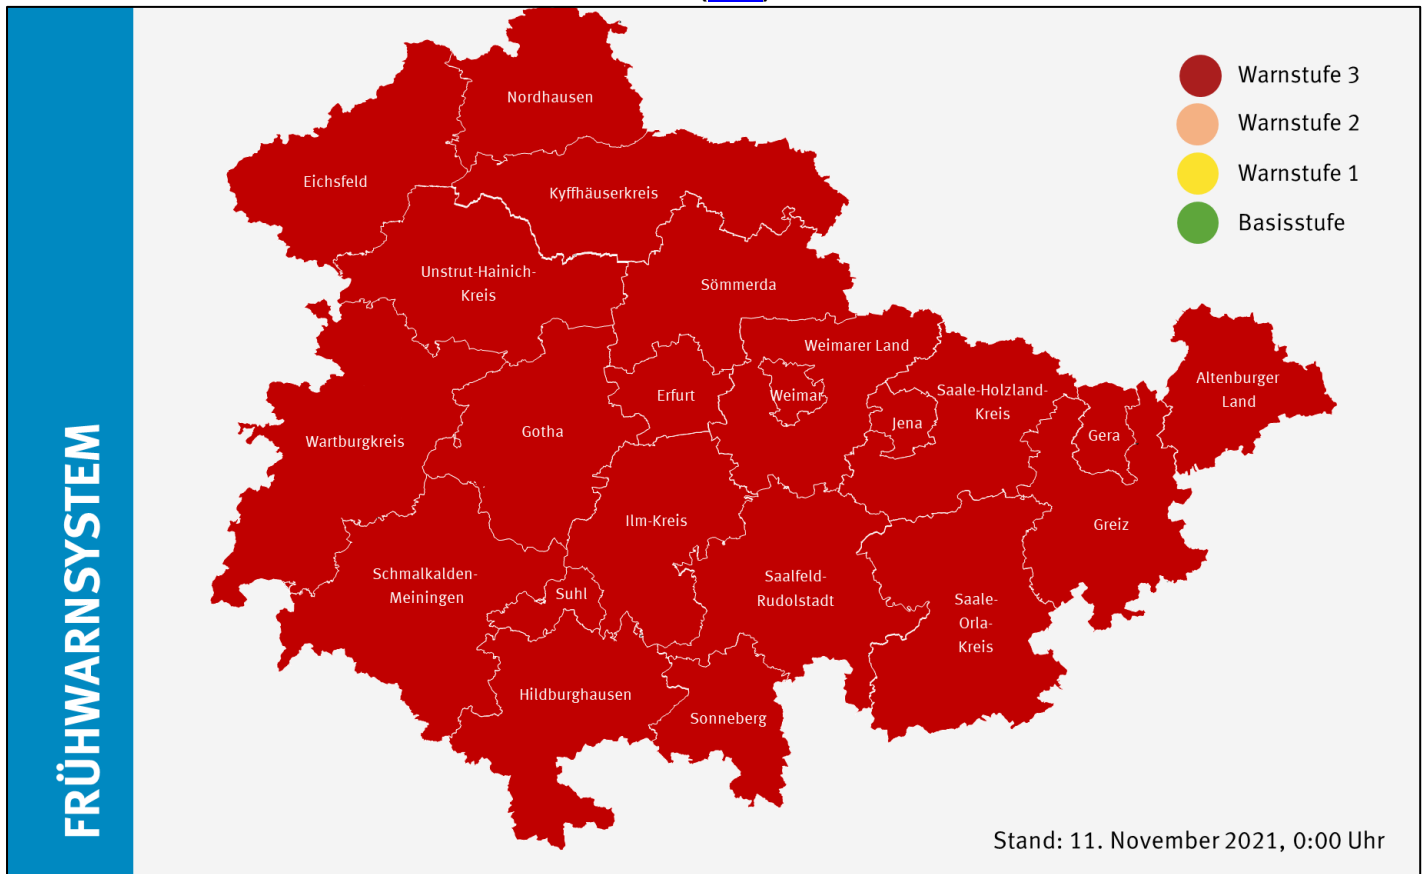 FRÜHWARNSYSTEM
Warnstufe 3
Warnstufe 2
Warnstufe 1
Basisstufe
Nordhausen
Eichsfeld
Kyffhäuserkreis
Unstrut-Hainich-
Kreis
Sömmerda
Weimarer Land
Altenburger
Land
Erfurt
Weimar
Saale-Holzland-
Kreis
Jena
Gotha
Gera
Wartburgkreis
Ilm-Kreis
Greiz
Schmalkalden-
Meiningen
Suhl
Saalfeld-
Rudolstadt
Saale-
Orla-
Kreis
Hildburghausen
Sonneberg
Stand: 11. November 2021, 0:00 Uhr